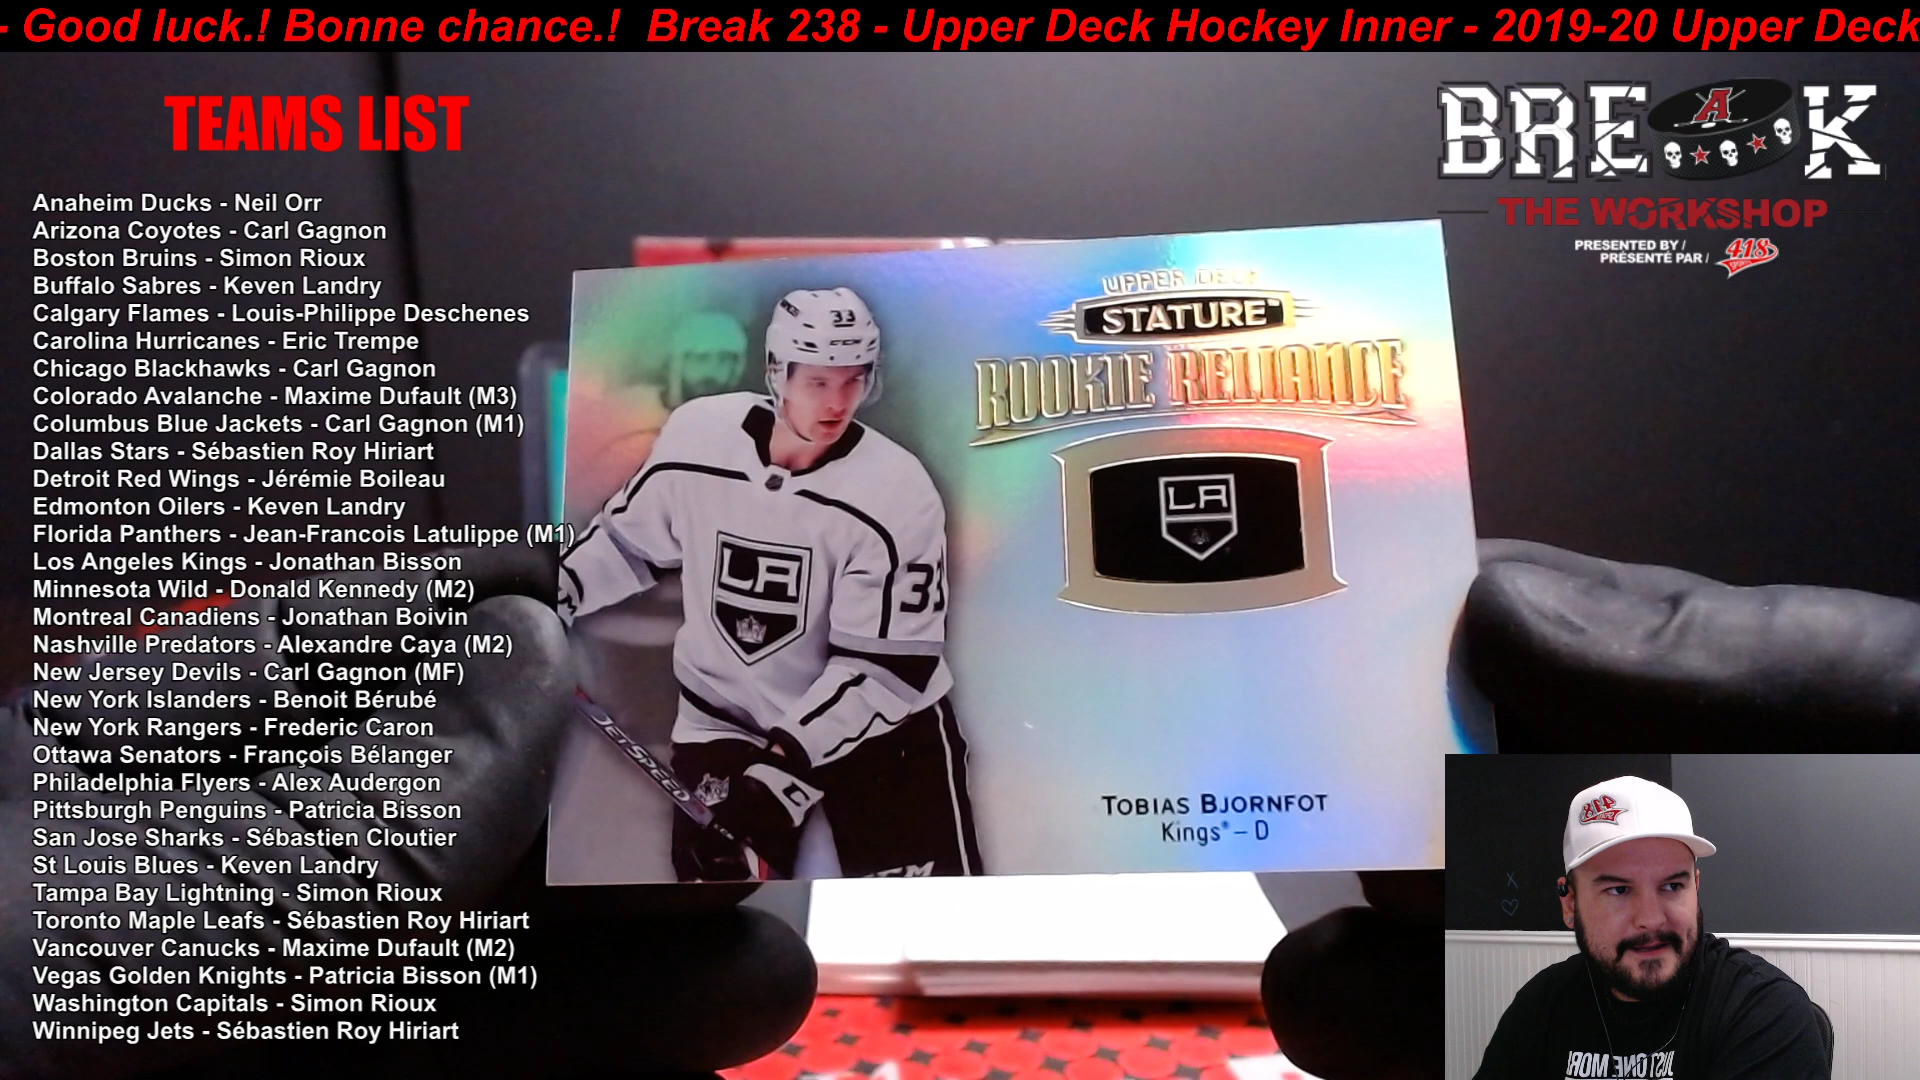 - Good luck.! Bonne chance.! Break 238 - Upper Deck Hockey Inner - 2019-20 Upper Deck
TEAMS LIST
Anaheim Ducks - Neil Orr
Arizona Coyotes - Carl Gagnon
Boston Bruins - Simon Rioux
Buffalo Sabres - Keven Landry
Calgary Flames - Louis-Philippe Deschenes
Carolina Hurricanes - Eric Trempe
Chicago Blackhawks - Carl Gagnon
Colorado Avalanche - Maxime Dufault (M3)
Columbus Blue Jackets - Carl Gagnon (M1)
Dallas Stars - Sébastien Roy Hiriart
Detroit Red Wings - Jérémie Boileau
Edmonton Oilers - Keven Landry
Florida Panthers - Jean-Francois Latulippe (M1)
Los Angeles Kings - Jonathan Bisson
Minnesota Wild - Donald Kennedy (M2)
Montreal Canadiens - Jonathan Boivin
Nashville Predators - Alexandre Caya (M2)
New Jersey Devils - Carl Gagnon (MF)
New York Islanders - Benoit Bérubé
New York Rangers - Frederic Caron
Ottawa Senators - François Bélanger
Philadelphia Flyers - Alex Audergon
Pittsburgh Penguins - Patricia Bisson
San Jose Sharks - Sébastien Cloutier
St Louis Blues - Keven Landry
Tampa Bay Lightning - Simon Rioux
Toronto Maple Leafs - Sébastien Roy Hiriart
Vancouver Canucks - Maxime Dufault (M2)
Vegas Golden Knights - Patricia Bisson (M1)
Washington Capitals - Simon Rioux
Winnipeg Jets - Sébastien Roy Hiriart
BREAK
A
THE WORKSHOP
PRESENTED BY /
PRÉSENTÉ PAR /
418
UPPER DECK
STATURE
ROOKIE RELIANCE
LA
33
CCM
LA
33
JETSPEED
TOBIAS BJORNFOT
Kings - D
418
JUST ONE MORE